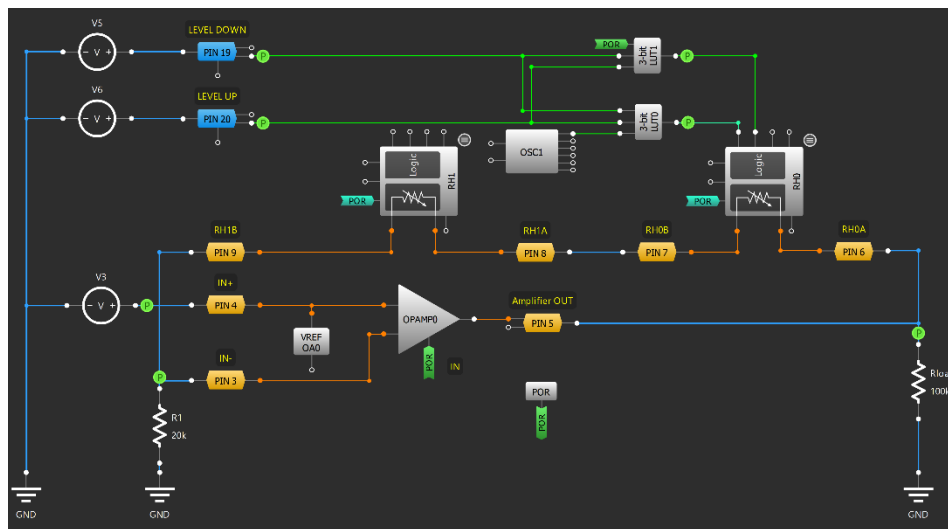 V5
LEVEL DOWN
− V +
PIN 19
P
POR
3-bit
LUT1
P
V6
LEVEL UP
− V +
PIN 20
P
3-bit
LUT0
P
OSC1
Logic
RH1
POR
Logic
RH0
POR
RH1B
PIN 9
RH1A
PIN 8
RH0B
PIN 7
RH0A
PIN 6
V3
− V +
P
IN+
PIN 4
VREF
OA0
OPAMP0
Amplifier OUT
PIN 5
P
IN-
PIN 3
P
POR
IN
POR
POR
R1
20k
100k
GND
GND
GND